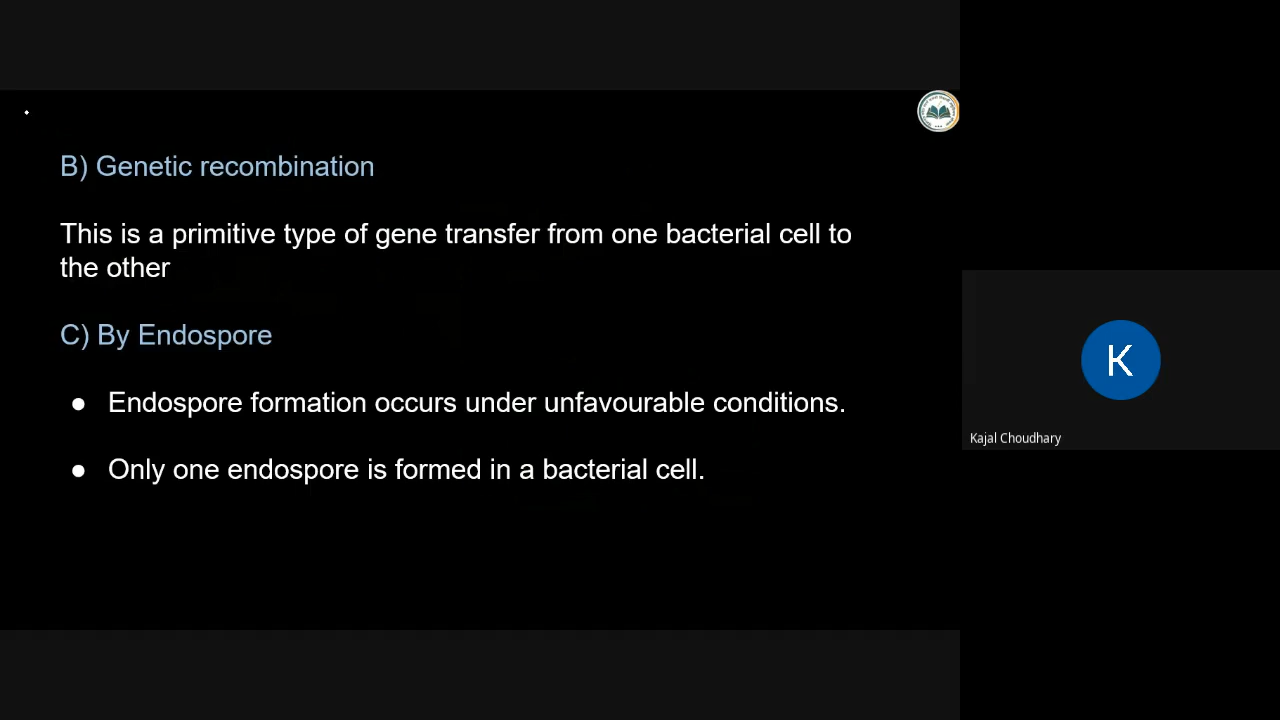 B) Genetic recombination
This is a primitive type of gene transfer from one bacterial cell to
the other
C) By Endospore
● Endospore formation occurs under unfavourable conditions.
● Only one endospore is formed in a bacterial cell.
K
Kajal Choudhary